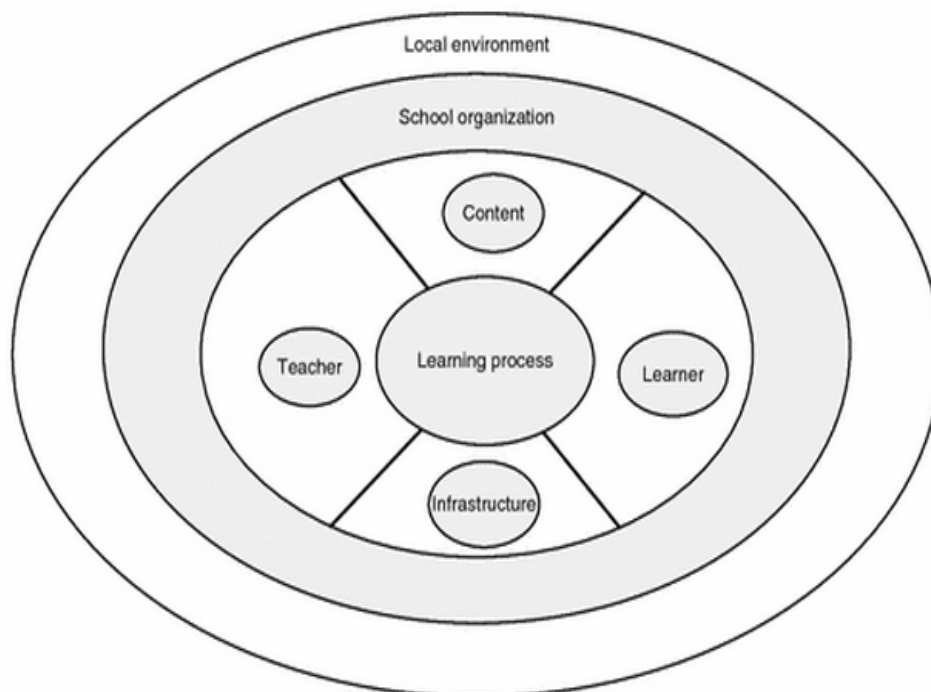 Local environment
School organization
Content
Teacher
Learning process
Learner
Infrastructure